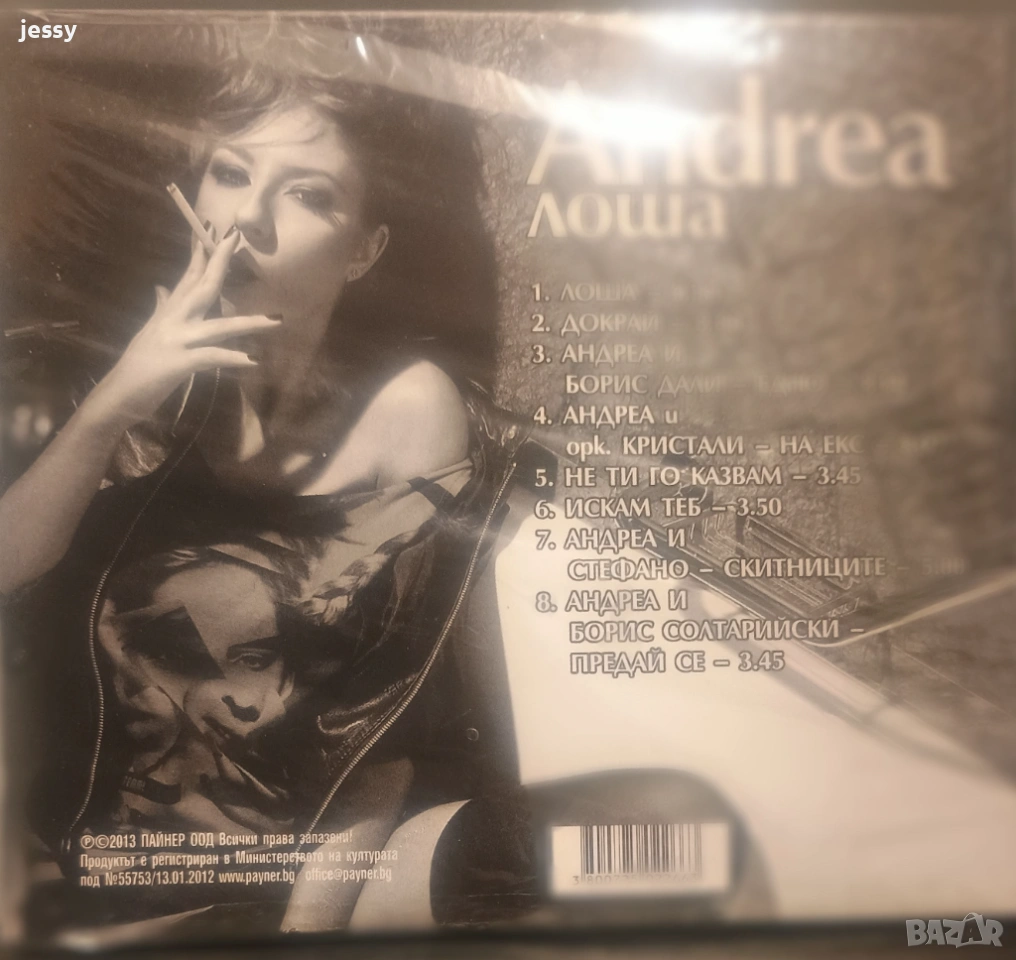 jessy
Andrea
лоша
1. ЛОША
2. ДОКРАЙ
3. АНДРЕА И
БОРИС ДАЛИ –
4. АНДРЕА и
орк. КРИСТАЛИ – НА ЕКС –
5. НЕ ТИ ГО КАЗВАМ – 3.45
6. ИСКАМ ТЕБ – 3.50
7. АНДРЕА И
СТЕФАНО – СКИТНИЦИТЕ –
8. АНДРЕА И
БОРИС СОЛТАРИЙСКИ –
ПРЕДАЙ СЕ – 3.45
℗©2013 ПАЙНЕР ООД Всички права запазени!
Продуктът е регистриран в Министерството на културата
под №55753/13.01.2012 www.payner.bg office@payner.bg
BAZAR